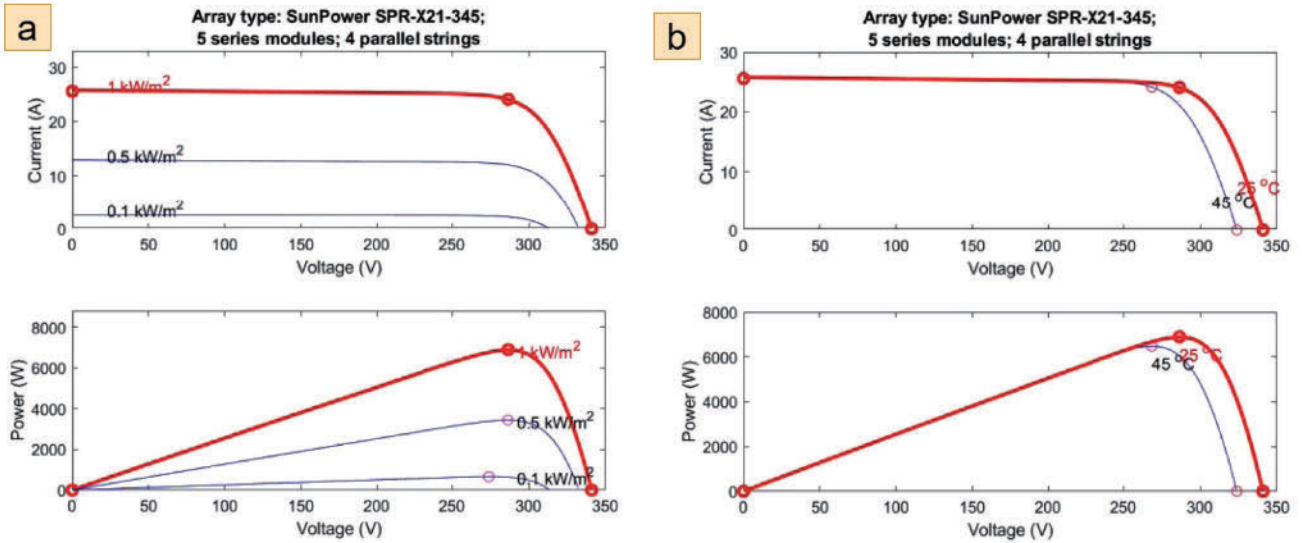 a
Array type: SunPower SPR-X21-345;
5 series modules; 4 parallel strings
30
20
10
0
Current (A)
1 kW/m²
0.5 kW/m²
0.1 kW/m²
0 50 100 150 200 250 300 350
Voltage (V)
8000
6000
4000
2000
0
Power (W)
1 kW/m²
0.5 kW/m²
0.1 kW/m²
0 50 100 150 200 250 300 350
Voltage (V)
b
Array type: SunPower SPR-X21-345;
5 series modules; 4 parallel strings
30
20
10
0
Current (A)
25 °C
45 °C
0 50 100 150 200 250 300 350
Voltage (V)
8000
6000
4000
2000
0
Power (W)
25 °C
45 °C
0 50 100 150 200 250 300 350
Voltage (V)